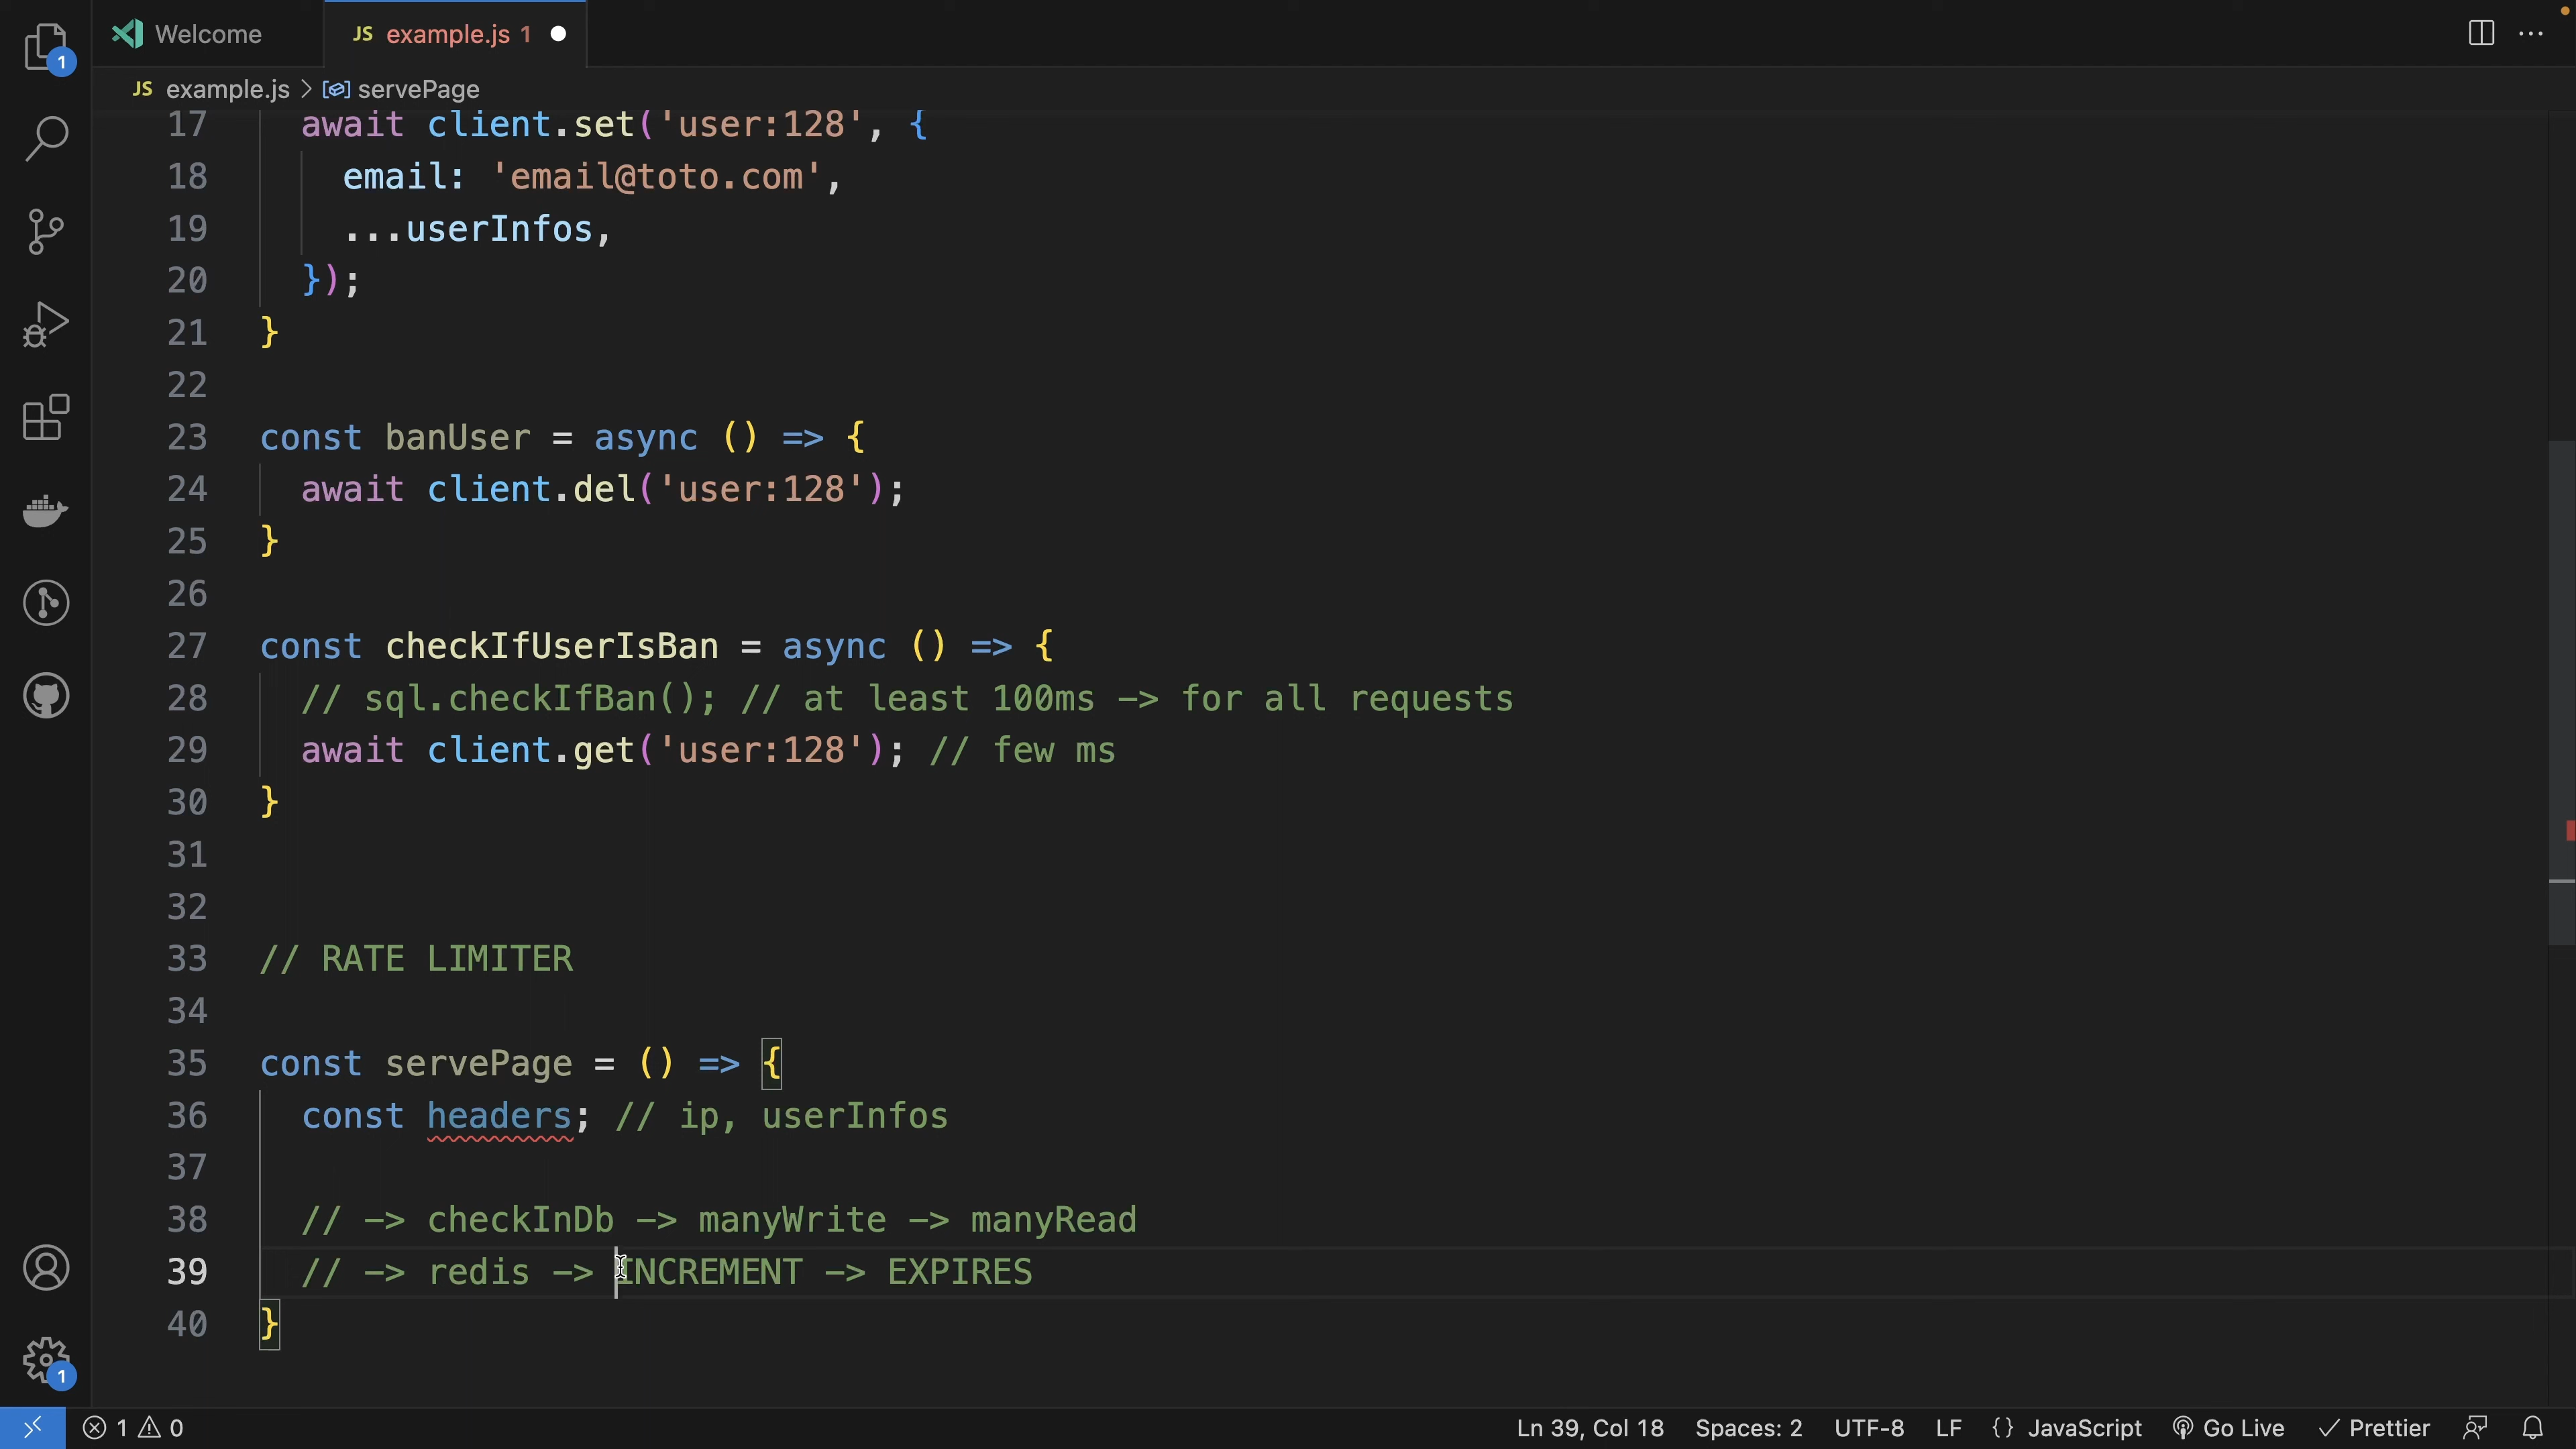 Welcome
JS example.js 1
JS example.js > servePage
17 await client.set('user:128', {
18 email: 'email@toto.com',
19 ...userInfos,
20 });
21 }
22
23 const banUser = async () => {
24 await client.del('user:128');
25 }
26
27 const checkIfUserIsBan = async () => {
28 // sql.checkIfBan(); // at least 100ms -> for all requests
29 await client.get('user:128'); // few ms
30 }
31
32
33 // RATE LIMITER
34
35 const servePage = () => {
36 const headers; // ip, userInfos
37
38 // -> checkInDb -> manyWrite -> manyRead
39 // -> redis -> INCREMENT -> EXPIRES
40 }
1
1
1 0
Ln 39, Col 18 Spaces: 2 UTF-8 LF {} JavaScript Go Live Prettier